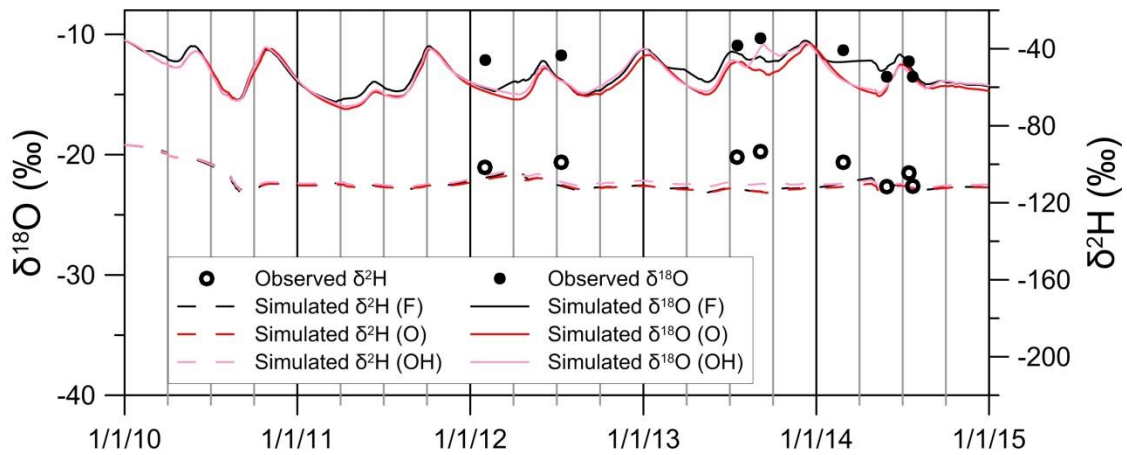 -10
-20
-30
-40
δ¹⁸O (‰)
-40
-80
-120
-160
-200
δ²H (‰)
Observed δ²H
Observed δ¹⁸O
Simulated δ²H (F)
Simulated δ¹⁸O (F)
Simulated δ²H (O)
Simulated δ¹⁸O (O)
Simulated δ²H (OH)
Simulated δ¹⁸O (OH)
1/1/10 1/1/11 1/1/12 1/1/13 1/1/14 1/1/15